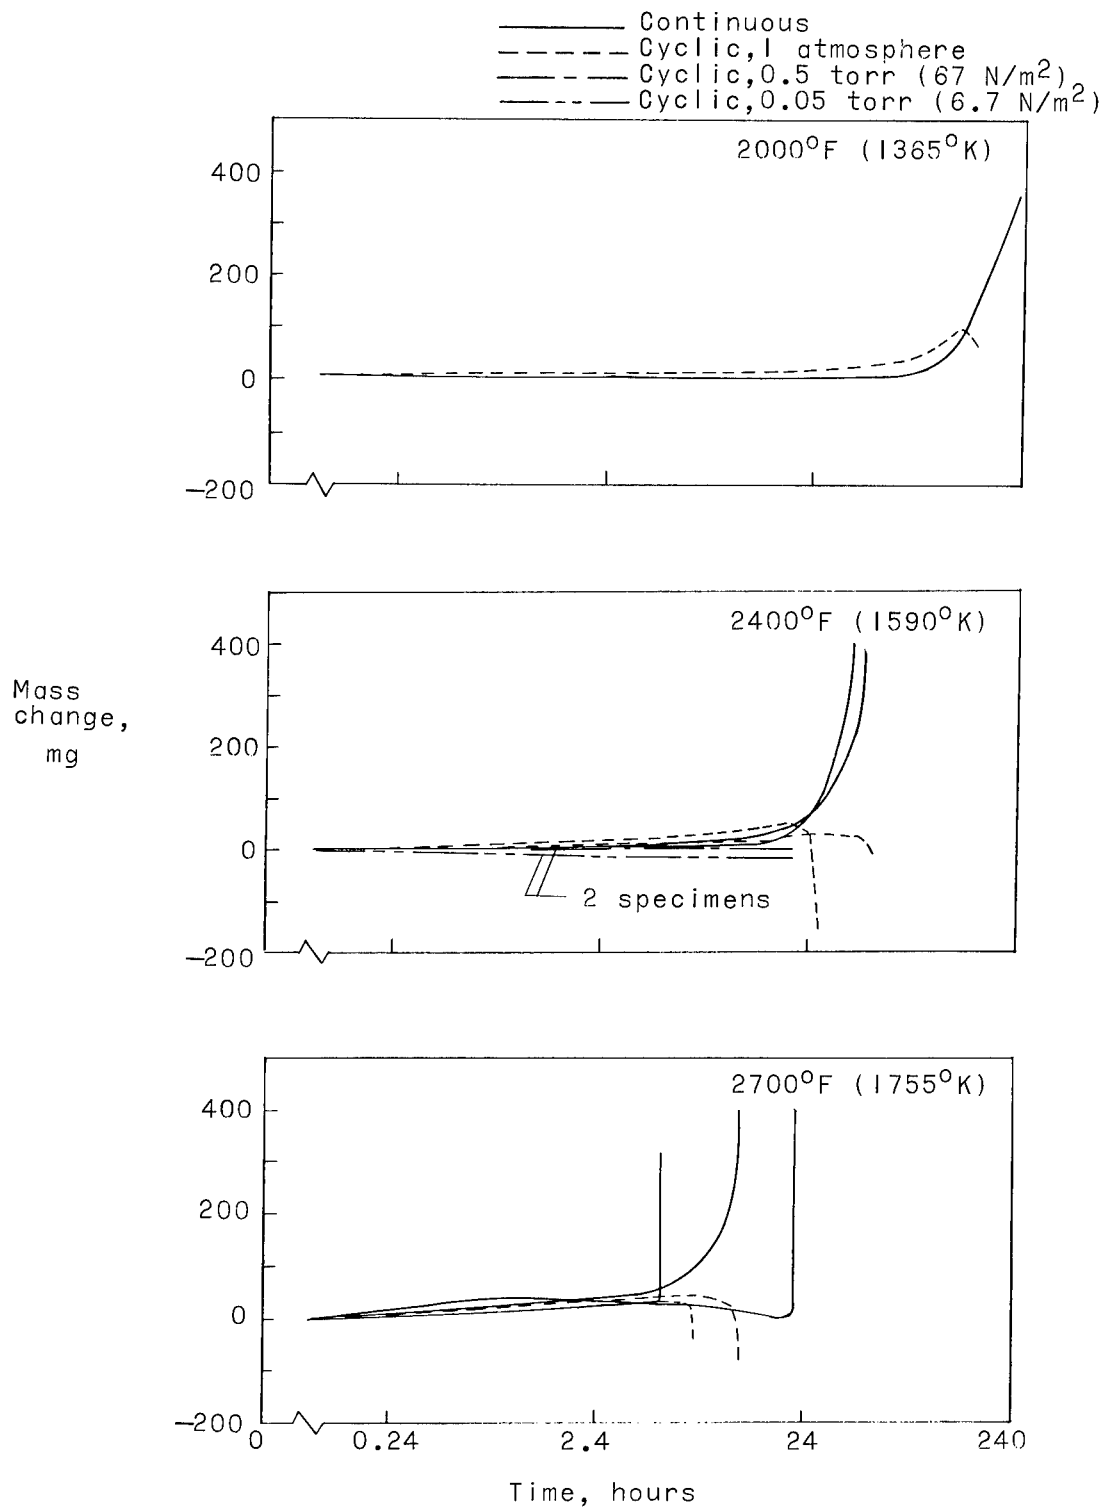 Continuous
Cyclic, 1 atmosphere
Cyclic, 0.5 torr (67 N/m²)
Cyclic, 0.05 torr (6.7 N/m²)
2000°F (1365°K)
400
200
0
−200
2400°F (1590°K)
400
200
0
−200
2 specimens
Mass
change,
mg
2700°F (1755°K)
400
200
0
−200
0 0.24 2.4 24 240
Time, hours